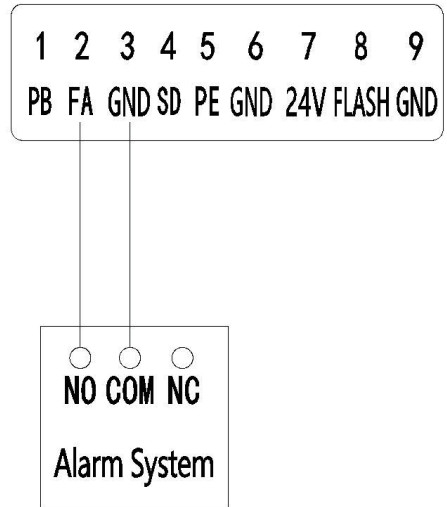 1 2 3 4 5 6 7 8 9
PB FA GND SD PE GND 24V FLASH GND
NO COM NC
Alarm System